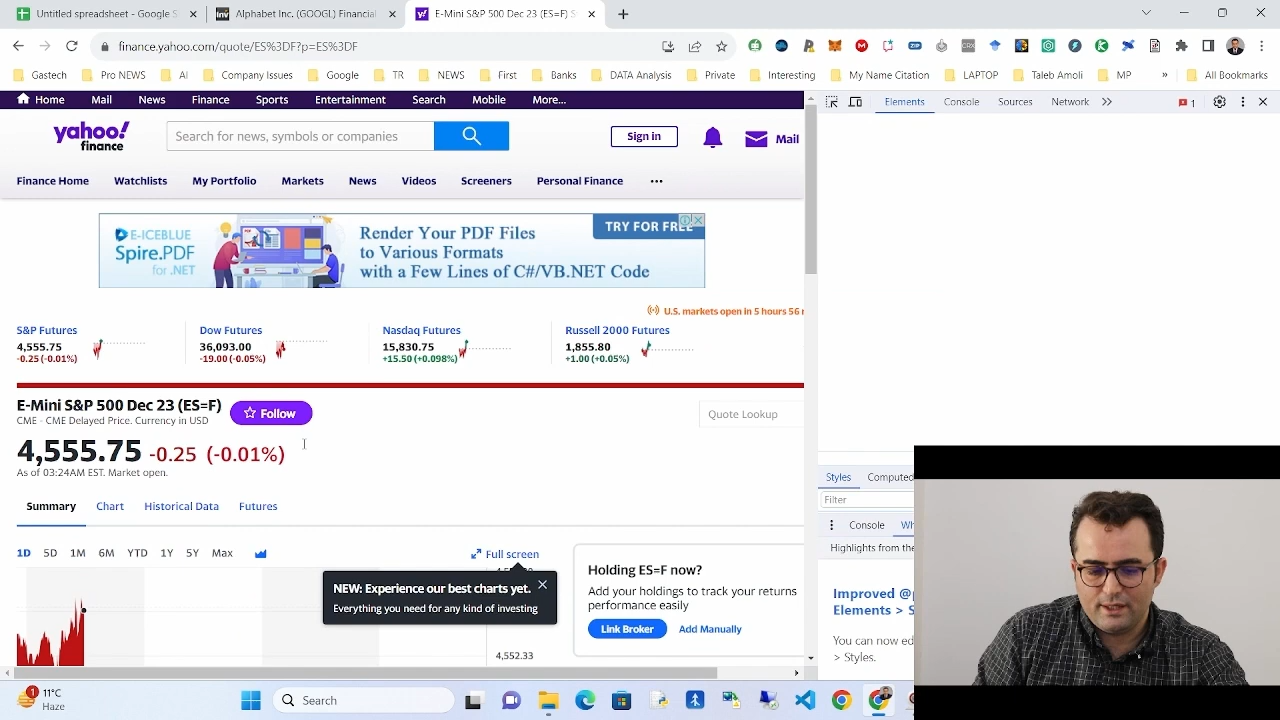 Untitled spreadsheet - Google S
Alphabet Inc. (GOOGL) Financial
E-Mini S&P 500 Dec 23 (ES=F) S
finance.yahoo.com/quote/ES%3DF?p=ES%3DF
Gastech
Pro NEWS
AI
Company Issues
Google
TR
NEWS
First
Banks
DATA Analysis
Private
Interesting
My Name Citation
LAPTOP
Taleb Amoli
MP
»
All Bookmarks
Home
Mail
News
Finance
Sports
Entertainment
Search
Mobile
More...
Elements
Console
Sources
Network
1
yahoo!
finance
Search for news, symbols or companies
Sign in
Mail
Finance Home
Watchlists
My Portfolio
Markets
News
Videos
Screeners
Personal Finance
E-ICEBLUE
Spire.PDF
for .NET
Render Your PDF Files
to Various Formats
with a Few Lines of C#/VB.NET Code
TRY FOR FREE
U.S. markets open in 5 hours 56
S&P Futures
4,555.75
-0.25 (-0.01%)
Dow Futures
36,093.00
-19.00 (-0.05%)
Nasdaq Futures
15,830.75
+15.50 (+0.098%)
Russell 2000 Futures
1,855.80
+1.00 (+0.05%)
E-Mini S&P 500 Dec 23 (ES=F)
Follow
CME - CME Delayed Price. Currency in USD
Quote Lookup
4,555.75 -0.25 (-0.01%)
As of 03:24AM EST. Market open.
Summary
Chart
Historical Data
Futures
1D
5D
1M
6M
YTD
1Y
5Y
Max
Full screen
NEW: Experience our best charts yet.
Everything you need for any kind of investing
4,552.33
Holding ES=F now?
Add your holdings to track your returns
performance easily
Link Broker
Add Manually
Styles
Computed
Filter
Console
Wh
Highlights from the
Improved @p
Elements > S
You can now ed
> Styles.
1
11°C
Haze
Search